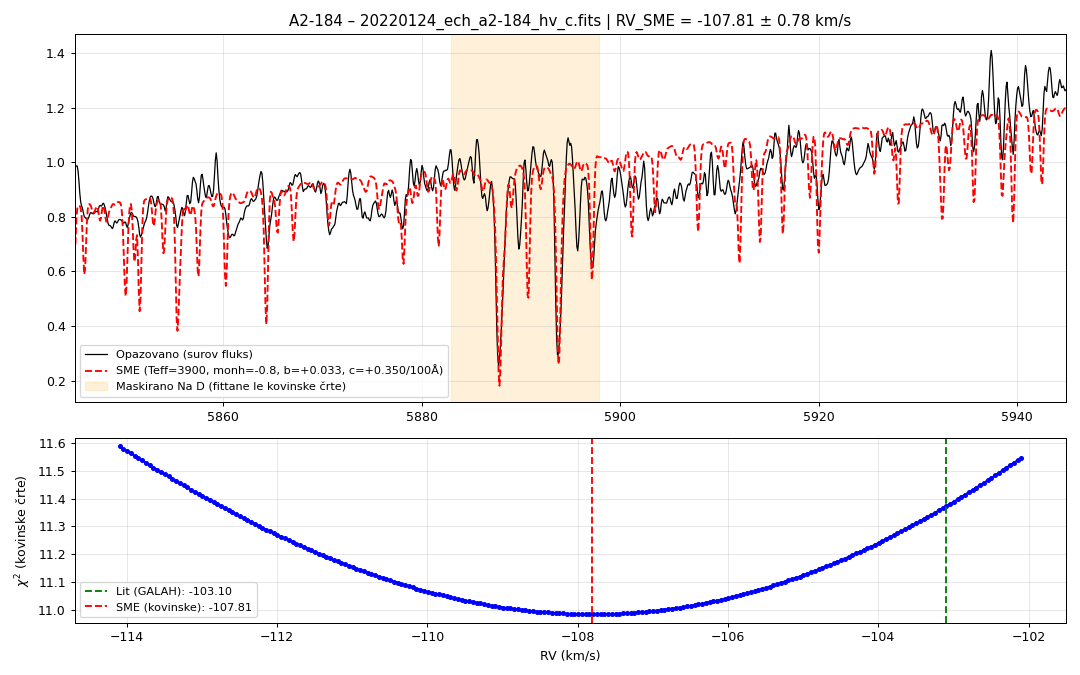 A2-184 – 20220124_ech_a2-184_hv_c.fits | RV_SME = -107.81 ± 0.78 km/s
1.4
1.2
1.0
0.8
0.6
0.4
0.2
Opazovano (surov fluks)
SME (Teff=3900, monh=-0.8, b=+0.033, c=+0.350/100Å)
Maskirano Na D (fittane le kovinske črte)
5860 5880 5900 5920 5940
11.6
11.5
11.4
11.3
11.2
11.1
11.0
χ² (kovinske črte)
Lit (GALAH): -103.10
SME (kovinske): -107.81
−114 −112 −110 −108 −106 −104 −102
RV (km/s)